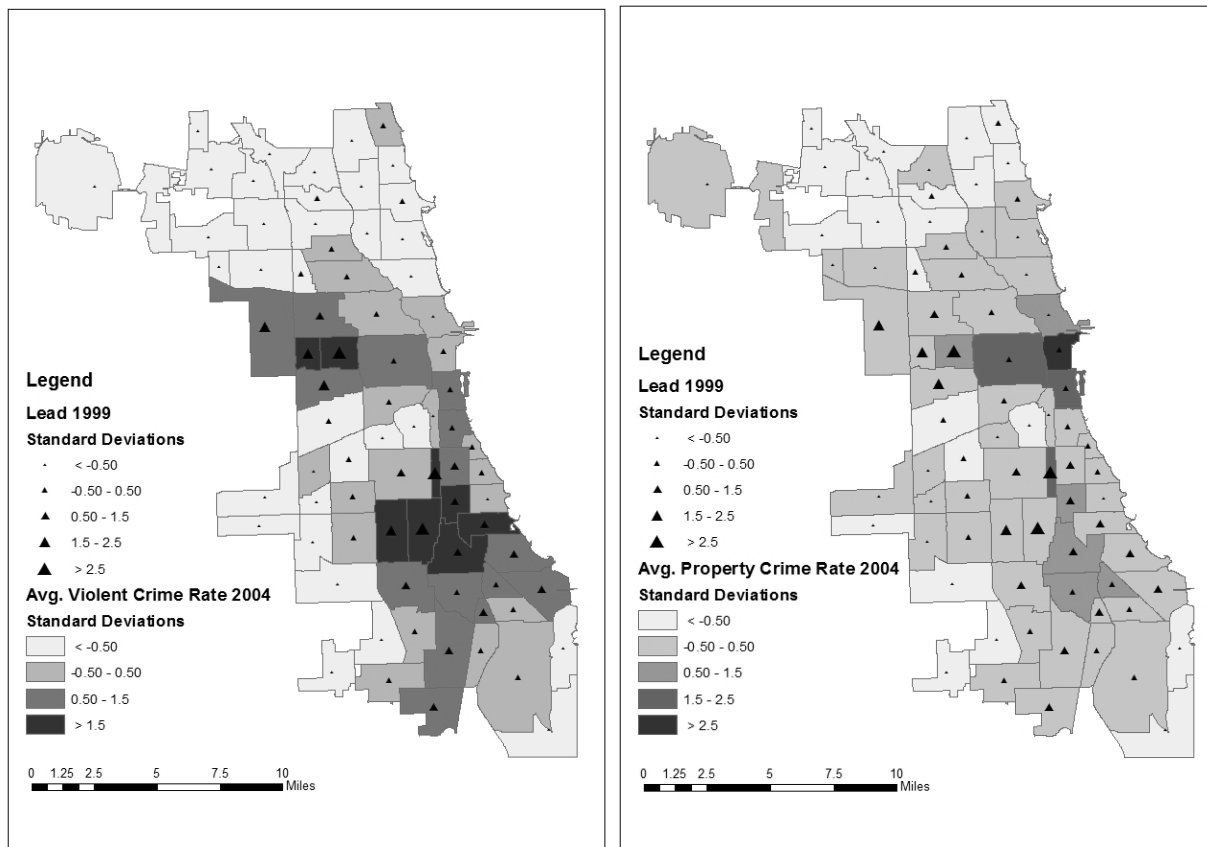 Legend
Lead 1999
Standard Deviations
< -0.50
-0.50 - 0.50
0.50 - 1.5
1.5 - 2.5
> 2.5
Avg. Violent Crime Rate 2004
Standard Deviations
< -0.50
-0.50 - 0.50
0.50 - 1.5
> 1.5
0 1.25 2.5 5 7.5 10
Miles
Legend
Lead 1999
Standard Deviations
< -0.50
-0.50 - 0.50
0.50 - 1.5
1.5 - 2.5
> 2.5
Avg. Property Crime Rate 2004
Standard Deviations
< -0.50
-0.50 - 0.50
0.50 - 1.5
1.5 - 2.5
> 2.5
0 1.25 2.5 5 7.5 10
Miles